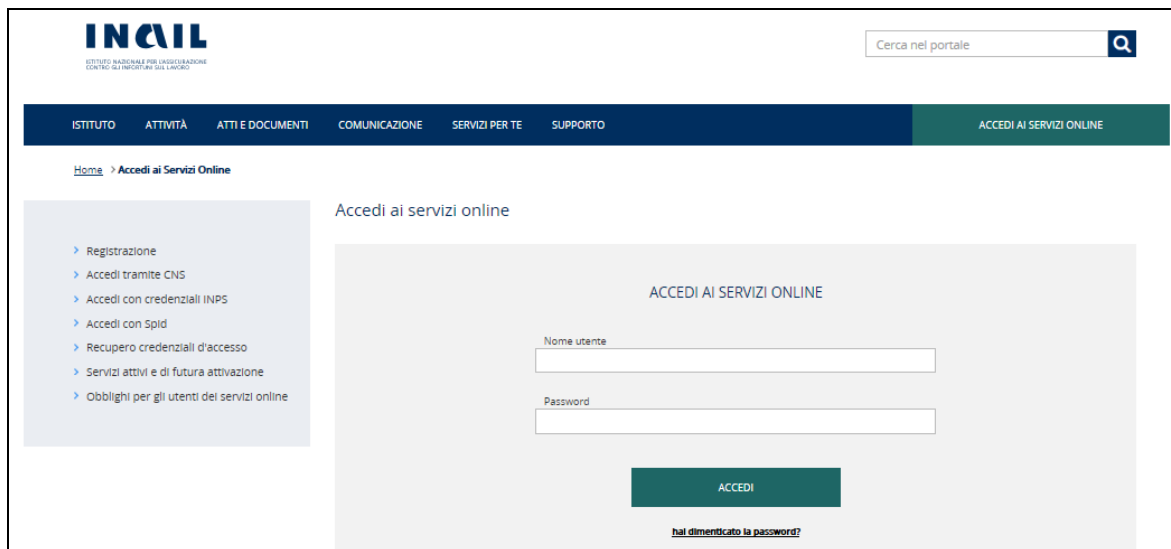 INAIL
ISTITUTO NAZIONALE PER L'ASSICURAZIONE
CONTRO GLI INFORTUNI SUL LAVORO
Cerca nel portale
ISTITUTO ATTIVITÀ ATTI E DOCUMENTI COMUNICAZIONE SERVIZI PER TE SUPPORTO ACCEDI AI SERVIZI ONLINE
Home > Accedi ai Servizi Online
Accedi ai servizi online
> Registrazione
> Accedi tramite CNS
> Accedi con credenziali INPS
> Accedi con Spid
> Recupero credenziali d'accesso
> Servizi attivi e di futura attivazione
> Obblighi per gli utenti dei servizi online
ACCEDI AI SERVIZI ONLINE
Nome utente
Password
ACCEDI
hai dimenticato la password?